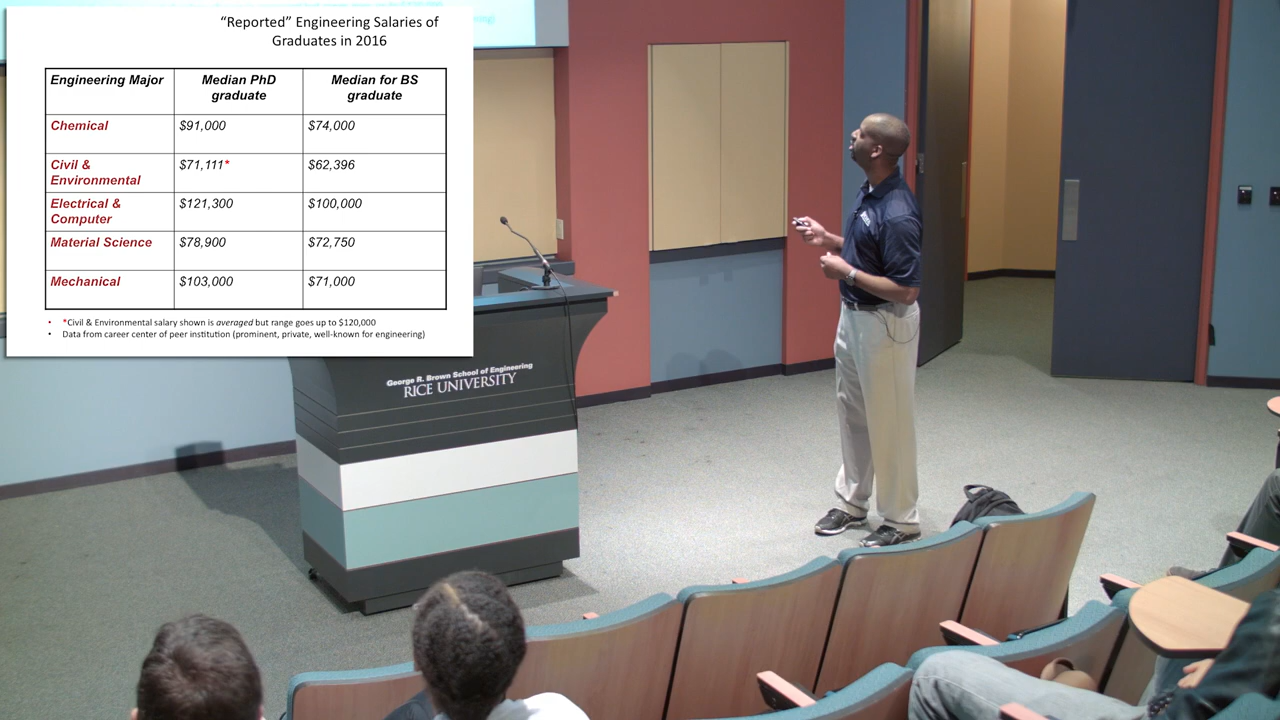 “Reported” Engineering Salaries of
Graduates in 2016
Engineering Major Median PhD graduate Median for BS graduate
Chemical $91,000 $74,000
Civil & Environmental $71,111* $62,396
Electrical & Computer $121,300 $100,000
Material Science $78,900 $72,750
Mechanical $103,000 $71,000
• *Civil & Environmental salary shown is averaged but range goes up to $120,000
• Data from career center of peer institution (prominent, private, well-known for engineering)
George R. Brown School of Engineering
RICE UNIVERSITY